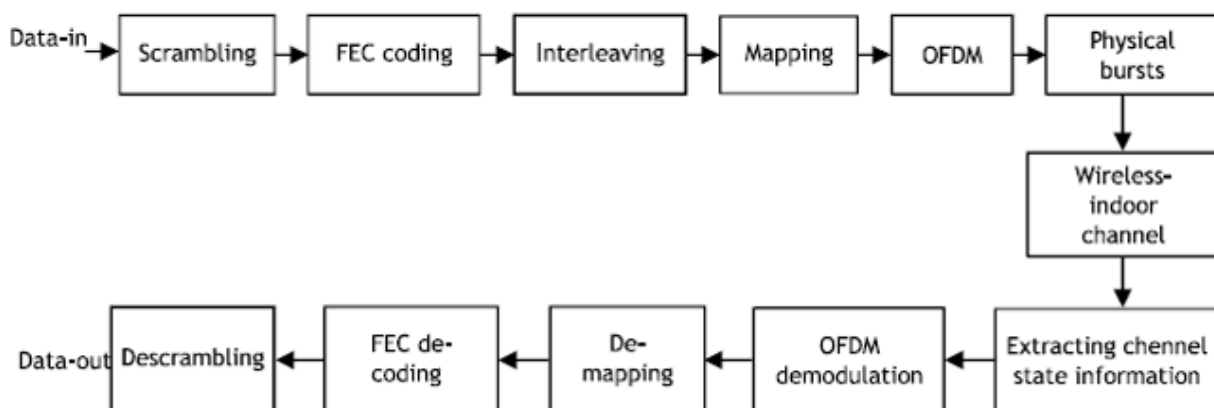 Data-in
Scrambling
FEC coding
Interleaving
Mapping
OFDM
Physical
bursts
Wireless-
indoor
channel
Data-out
Descrambling
FEC de-
coding
De-
mapping
OFDM
demodulation
Extracting chennel
state information